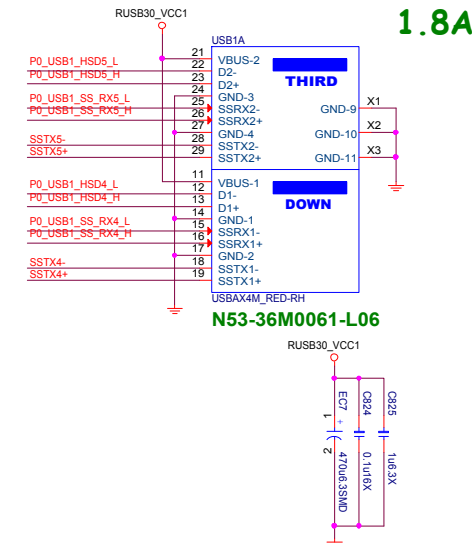 RUSB30_VCC1
1.8A
USB1A
21 VBUS-2
P0_USB1_HSD5_L 22 D2-
P0_USB1_HSD5_H 23 D2+
24 GND-3
P0_USB1_SS_RX5_L 25 SSRX2-
P0_USB1_SS_RX5_H 26 SSRX2+
27 GND-4
SSTX5- 28 SSTX2-
SSTX5+ 29 SSTX2+
THIRD
GND-9 X1
GND-10 X2
GND-11 X3
11 VBUS-1
P0_USB1_HSD4_L 12 D1-
P0_USB1_HSD4_H 13 D1+
14 GND-1
P0_USB1_SS_RX4_L 15 SSRX1-
P0_USB1_SS_RX4_H 16 SSRX1+
17 GND-2
SSTX4- 18 SSTX1-
SSTX4+ 19 SSTX1+
DOWN
USBAX4M_RED-RH
N53-36M0061-L06
RUSB30_VCC1
EC7
1 +
2
470u6.3SMD
C824
0.1u16X
C825
1u6.3X